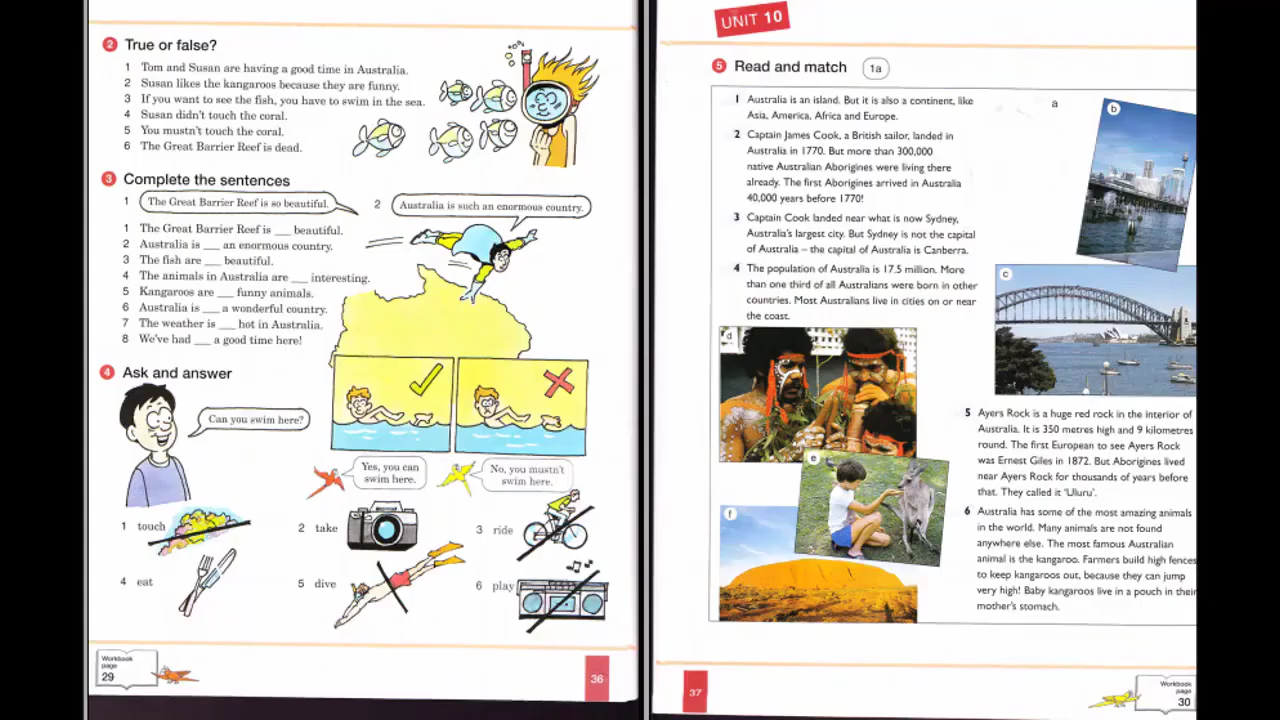 2 True or false?
1 Tom and Susan are having a good time in Australia.
2 Susan likes the kangaroos because they are funny.
3 If you want to see the fish, you have to swim in the sea.
4 Susan didn't touch the coral.
5 You mustn't touch the coral.
6 The Great Barrier Reef is dead.
3 Complete the sentences
1 The Great Barrier Reef is so beautiful.
2 Australia is such an enormous country.
1 The Great Barrier Reef is __ beautiful.
2 Australia is __ an enormous country.
3 The fish are __ beautiful.
4 The animals in Australia are __ interesting.
5 Kangaroos are __ funny animals.
6 Australia is __ a wonderful country.
7 The weather is __ hot in Australia.
8 We've had __ a good time here!
4 Ask and answer
Can you swim here?
Yes, you can
swim here.
No, you mustn't
swim here.
1 touch
2 take
3 ride
4 eat
5 dive
6 play
Workbook
page
29
36
UNIT 10
5 Read and match 1a
1 Australia is an island. But it is also a continent, like
Asia, America, Africa and Europe.
2 Captain James Cook, a British sailor, landed in
Australia in 1770. But more than 300,000
native Australian Aborigines were living there
already. The first Aborigines arrived in Australia
40,000 years before 1770!
3 Captain Cook landed near what is now Sydney,
Australia's largest city. But Sydney is not the capital
of Australia – the capital of Australia is Canberra.
4 The population of Australia is 17.5 million. More
than one third of all Australians were born in other
countries. Most Australians live in cities on or near
the coast.
a
b
c
d
e
f
5 Ayers Rock is a huge red rock in the interior of
Australia. It is 350 metres high and 9 kilometres
round. The first European to see Ayers Rock
was Ernest Giles in 1872. But Aborigines lived
near Ayers Rock for thousands of years before
that. They called it 'Uluru'.
6 Australia has some of the most amazing animals
in the world. Many animals are not found
anywhere else. The most famous Australian
animal is the kangaroo. Farmers build high fences
to keep kangaroos out, because they can jump
very high! Baby kangaroos live in a pouch in their
mother's stomach.
37
Workbook
page
30